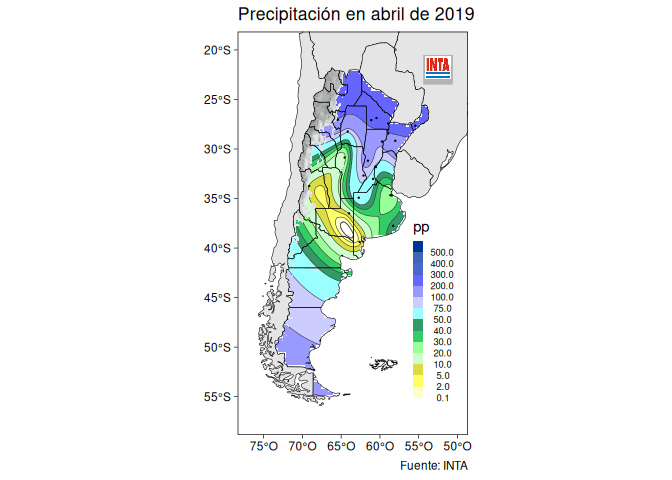 Precipitación en abril de 2019
20°S
25°S
30°S
35°S
40°S
45°S
50°S
55°S
INTA
pp
500.0
400.0
300.0
200.0
100.0
75.0
50.0
40.0
30.0
20.0
10.0
5.0
2.0
0.1
75°O 70°O 65°O 60°O 55°O 50°O
Fuente: INTA